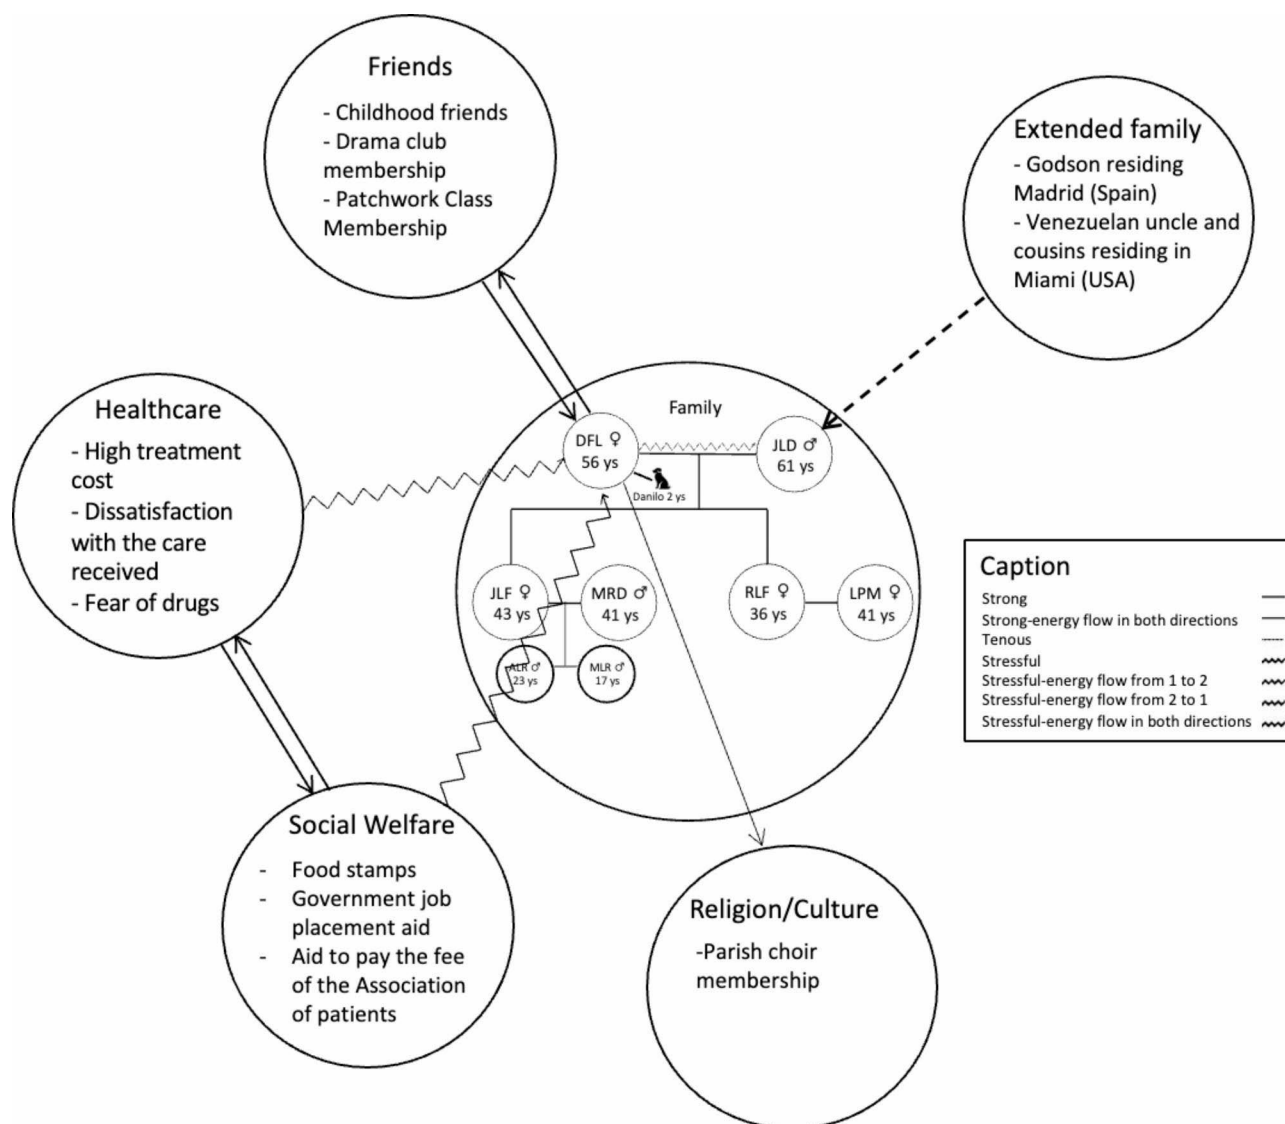 Friends
- Childhood friends
- Drama club
membership
- Patchwork Class
Membership
Extended family
- Godson residing
Madrid (Spain)
- Venezuelan uncle and
cousins residing in
Miami (USA)
Healthcare
- High treatment
cost
- Dissatisfaction
with the care
received
- Fear of drugs
Family
DFL ♀
56 ys
JLD ♂
61 ys
Danilo 2 ys
JLF ♀
43 ys
MRD ♂
41 ys
RLF ♀
36 ys
LPM ♀
41 ys
ALR ♂
23 ys
MLR ♂
17 ys
Caption
Strong
Strong-energy flow in both directions
Tenous
Stressful
Stressful-energy flow from 1 to 2
Stressful-energy flow from 2 to 1
Stressful-energy flow in both directions
Social Welfare
- Food stamps
- Government job
placement aid
- Aid to pay the fee
of the Association
of patients
Religion/Culture
-Parish choir
membership